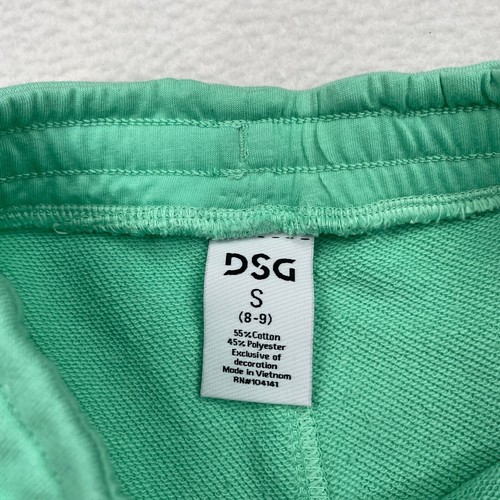 DSG
S
(8-9)
55%Cotton
45%Polyester
Exclusive of
decoration
Made in Vietnam
RN#104141